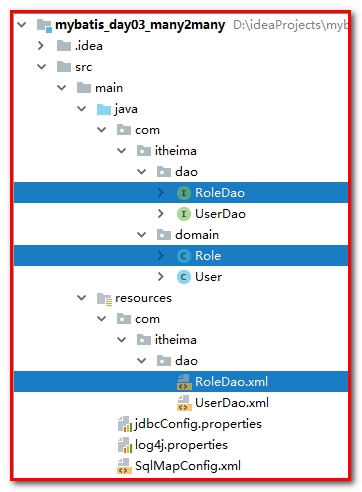 mybatis_day03_many2many D:\ideaProjects\myb
.idea
src
main
java
com
itheima
dao
I RoleDao
I UserDao
domain
C Role
C User
resources
com
itheima
dao
RoleDao.xml
UserDao.xml
jdbcConfig.properties
log4j.properties
SqlMapConfig.xml